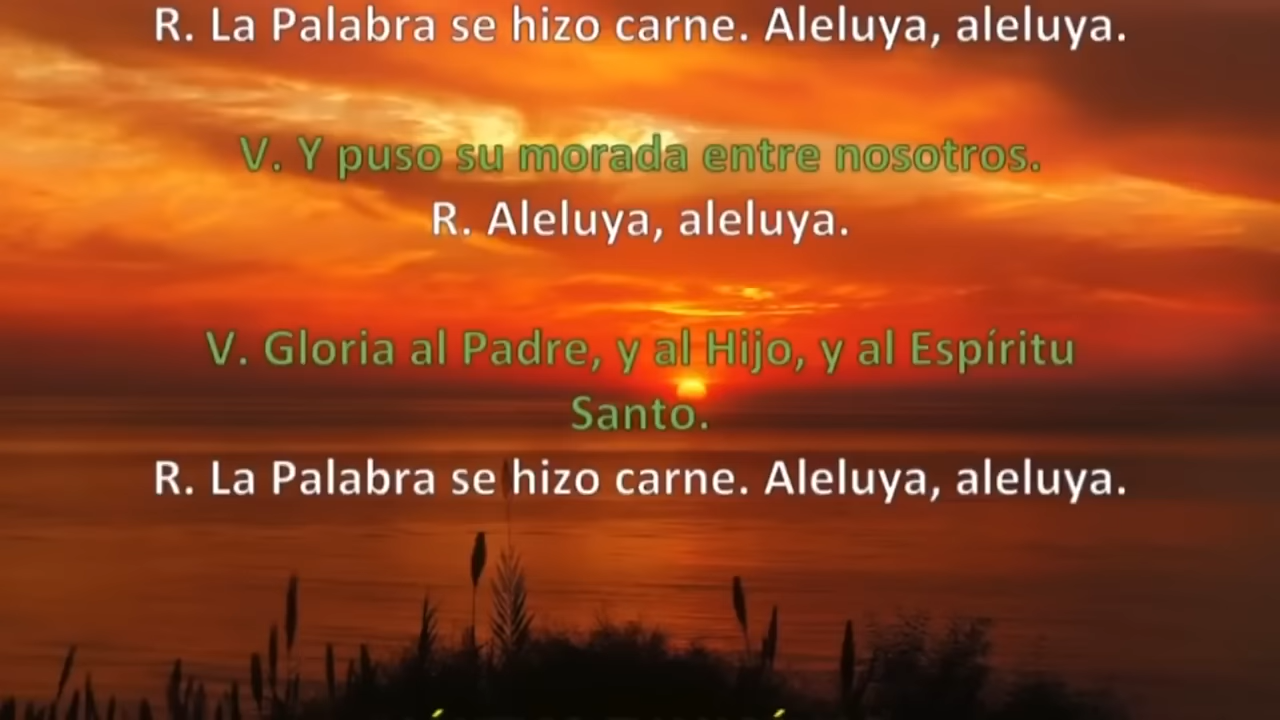 R. La Palabra se hizo carne. Aleluya, aleluya.
V. Y puso su morada entre nosotros.
R. Aleluya, aleluya.
V. Gloria al Padre, y al Hijo, y al Espíritu
Santo.
R. La Palabra se hizo carne. Aleluya, aleluya.